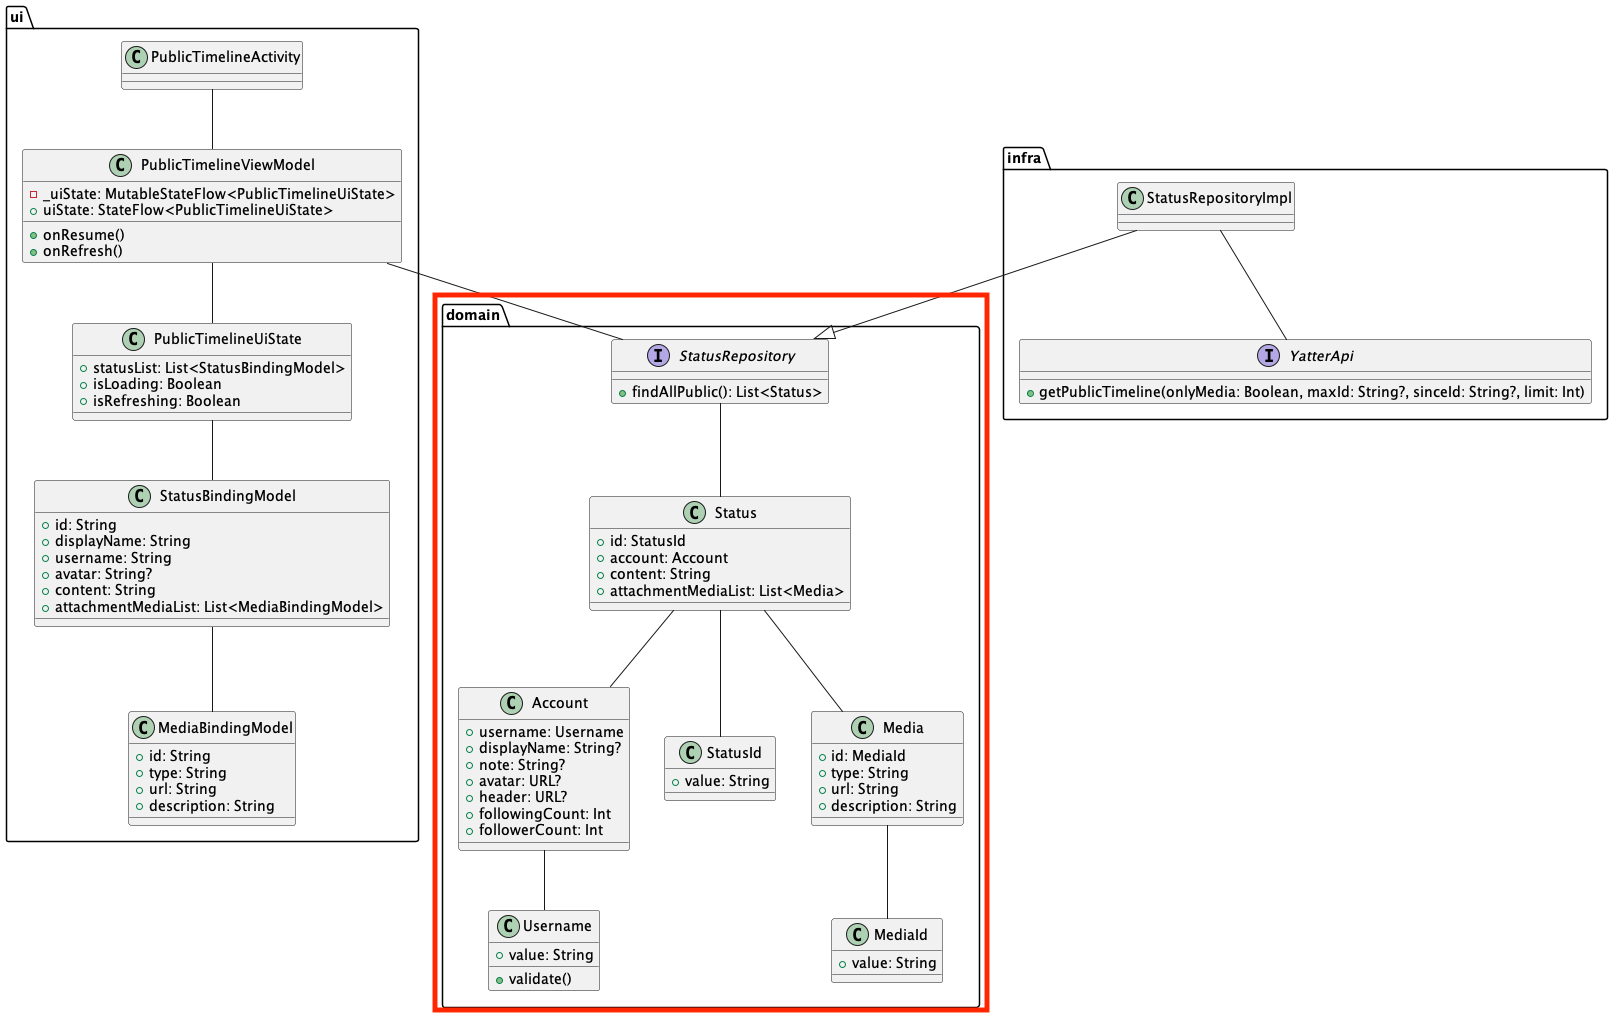 ui
C PublicTimelineActivity
C PublicTimelineViewModel
_uiState: MutableStateFlow<PublicTimelineUiState>
uiState: StateFlow<PublicTimelineUiState>
onResume()
onRefresh()
C PublicTimelineUiState
statusList: List<StatusBindingModel>
isLoading: Boolean
isRefreshing: Boolean
C StatusBindingModel
id: String
displayName: String
username: String
avatar: String?
content: String
attachmentMediaList: List<MediaBindingModel>
C MediaBindingModel
id: String
type: String
url: String
description: String
domain
I StatusRepository
findAllPublic(): List<Status>
C Status
id: StatusId
account: Account
content: String
attachmentMediaList: List<Media>
C Account
username: Username
displayName: String?
note: String?
avatar: URL?
header: URL?
followingCount: Int
followerCount: Int
C StatusId
value: String
C Media
id: MediaId
type: String
url: String
description: String
C Username
value: String
validate()
C MediaId
value: String
infra
C StatusRepositoryImpl
I YatterApi
getPublicTimeline(onlyMedia: Boolean, maxId: String?, sinceId: String?, limit: Int)